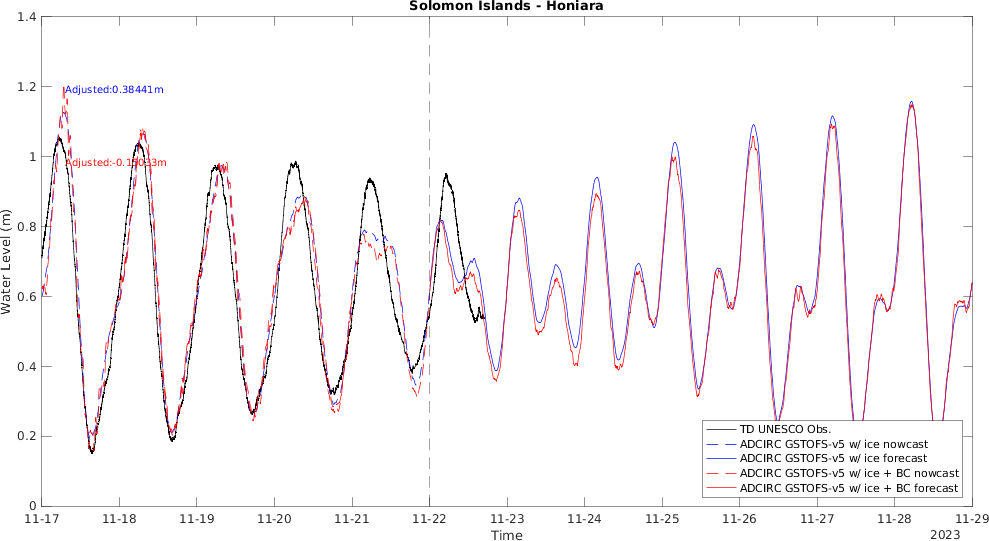 Solomon Islands - Honiara
1.4
1.2
1
0.8
0.6
0.4
0.2
0
Water Level (m)
Adjusted:0.38441m
TD UNESCO Obs.
ADCIRC GSTOFS-v5 w/ ice nowcast
ADCIRC GSTOFS-v5 w/ ice forecast
ADCIRC GSTOFS-v5 w/ ice + BC nowcast
ADCIRC GSTOFS-v5 w/ ice + BC forecast
11-17 11-18 11-19 11-20 11-21 11-22 11-23 11-24 11-25 11-26 11-27 11-28 11-29
Time
2023